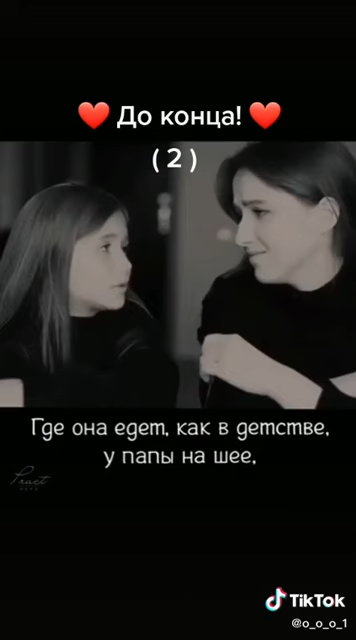 ❤️ До конца! ❤️
( 2 )
Где она едет, как в детстве,
у папы на шее,
TikTok
@o_o_o_1